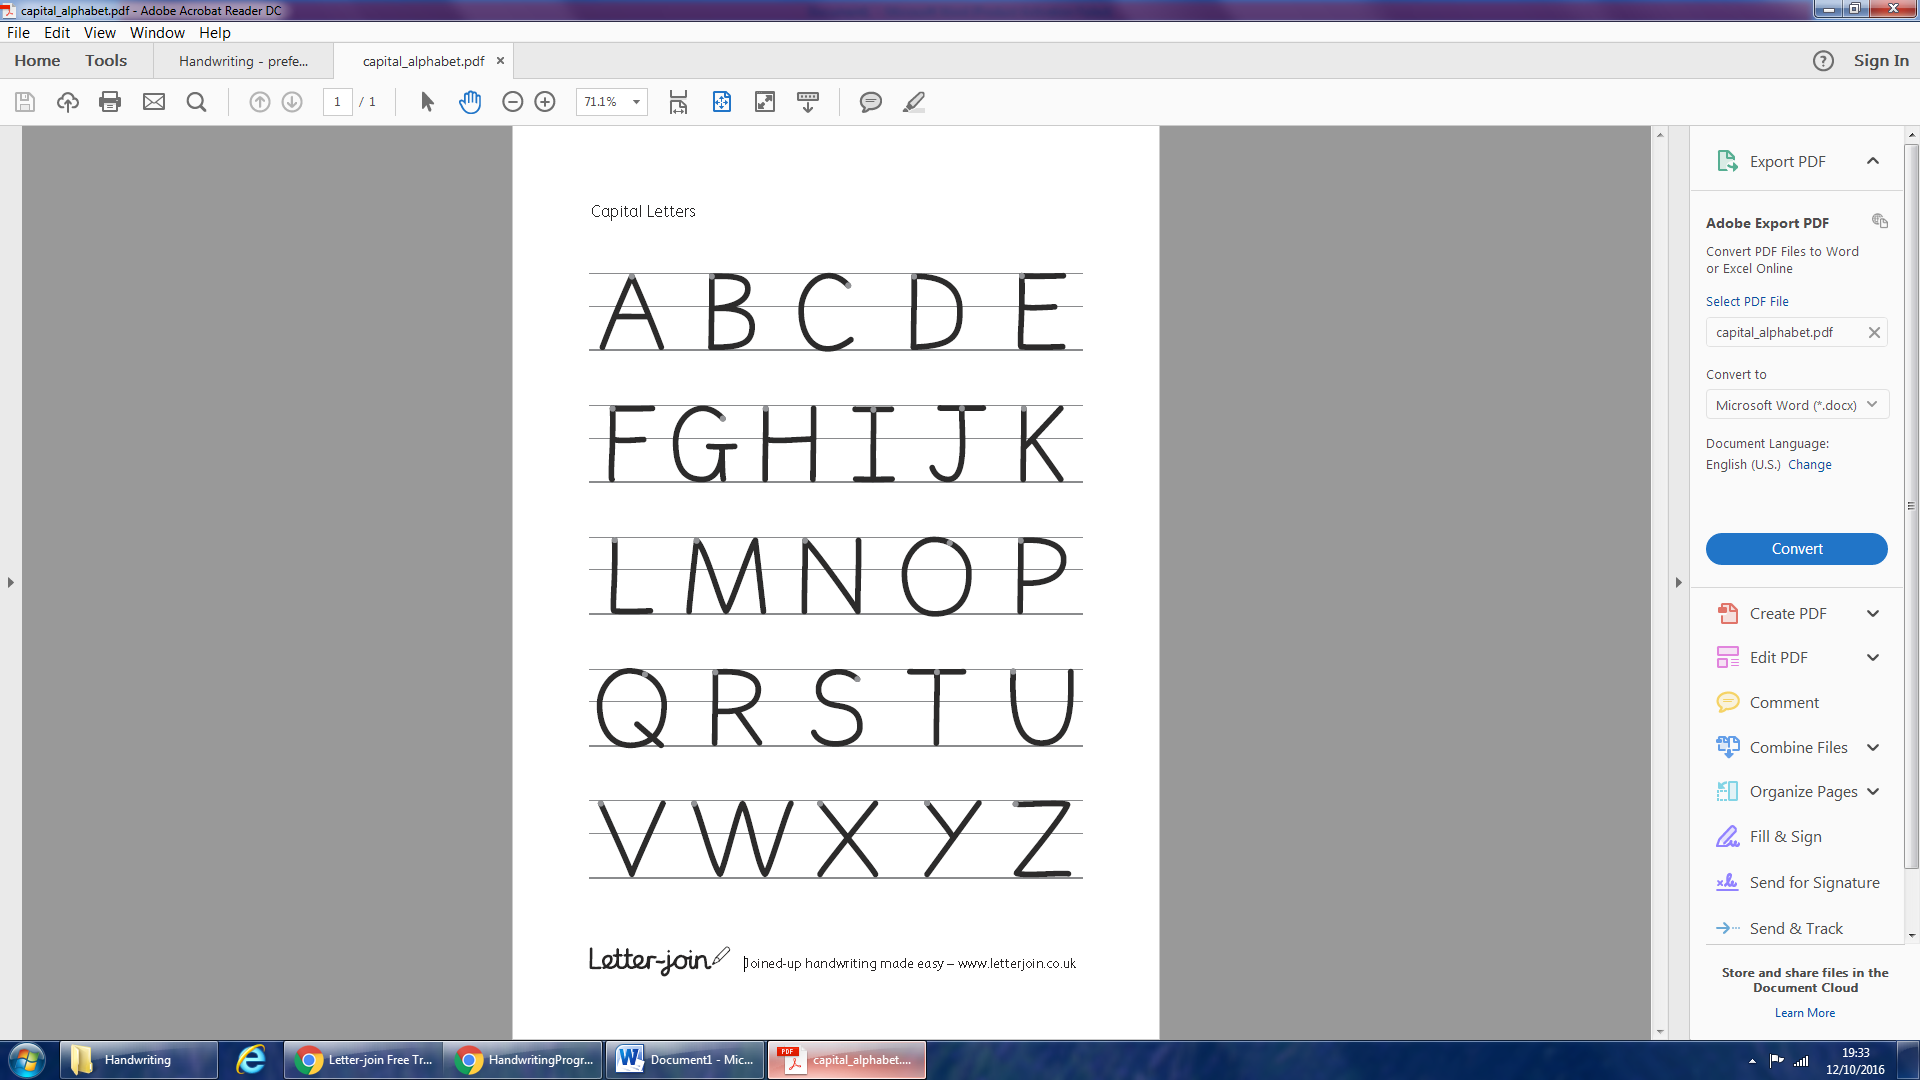 capital_alphabet.pdf - Adobe Acrobat Reader DC
File Edit View Window Help
Home Tools Handwriting - prefe... capital_alphabet.pdf × Sign In
1 / 1 71.1%
Capital Letters
A B C D E
F G H I J K
L M N O P
Q R S T U
V W X Y Z
Letter-join Joined-up handwriting made easy – www.letterjoin.co.uk
Export PDF
Adobe Export PDF
Convert PDF Files to Word
or Excel Online
Select PDF File
capital_alphabet.pdf
Convert to
Microsoft Word (*.docx)
Document Language:
English (U.S.) Change
Convert
Create PDF
Edit PDF
Comment
Combine Files
Organize Pages
Fill & Sign
Send for Signature
Send & Track
Store and share files in the
Document Cloud
Learn More
Handwriting Letter-join Free Tr... HandwritingProgr... Document1 - Mic... capital_alphabet....
19:33
12/10/2016